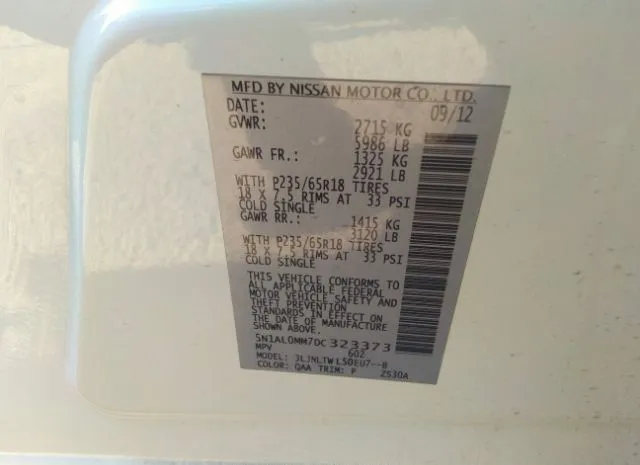 MFD BY NISSAN MOTOR CO., LTD.
DATE: 09/12
GVWR: 2715 KG
5986 LB
GAWR FR.: 1325 KG
2921 LB
WITH P235/65R18 TIRES
18 X 7.5 RIMS AT 33 PSI
COLD SINGLE
GAWR RR.: 1415 KG
3120 LB
WITH P235/65R18 TIRES
18 X 7.5 RIMS AT 33 PSI
COLD SINGLE
THIS VEHICLE CONFORMS TO
ALL APPLICABLE FEDERAL
MOTOR VEHICLE SAFETY AND
THEFT PREVENTION
STANDARDS IN EFFECT ON
THE DATE OF MANUFACTURE
SHOWN ABOVE.
5N1AL0MM7DC323373
MPV 602
MODEL: JLJNLTWL50EU7--B
COLOR: QAA TRIM: P ZS30A